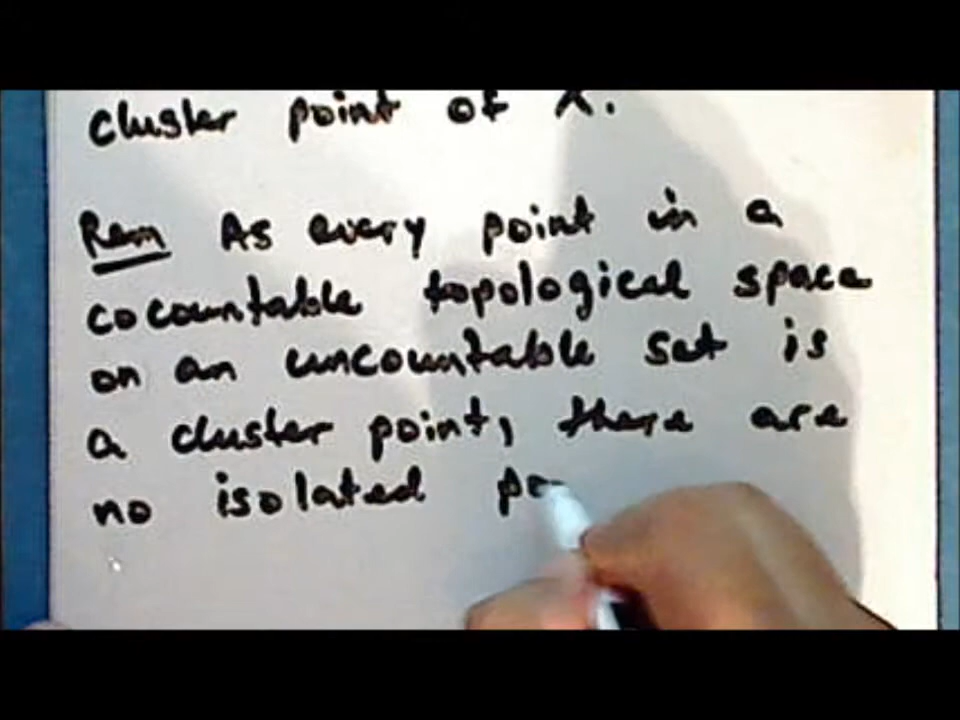 cluster point of X.
Rem As every point in a
cocountable topological space
on an uncountable set is
a cluster point, there are
no isolated po